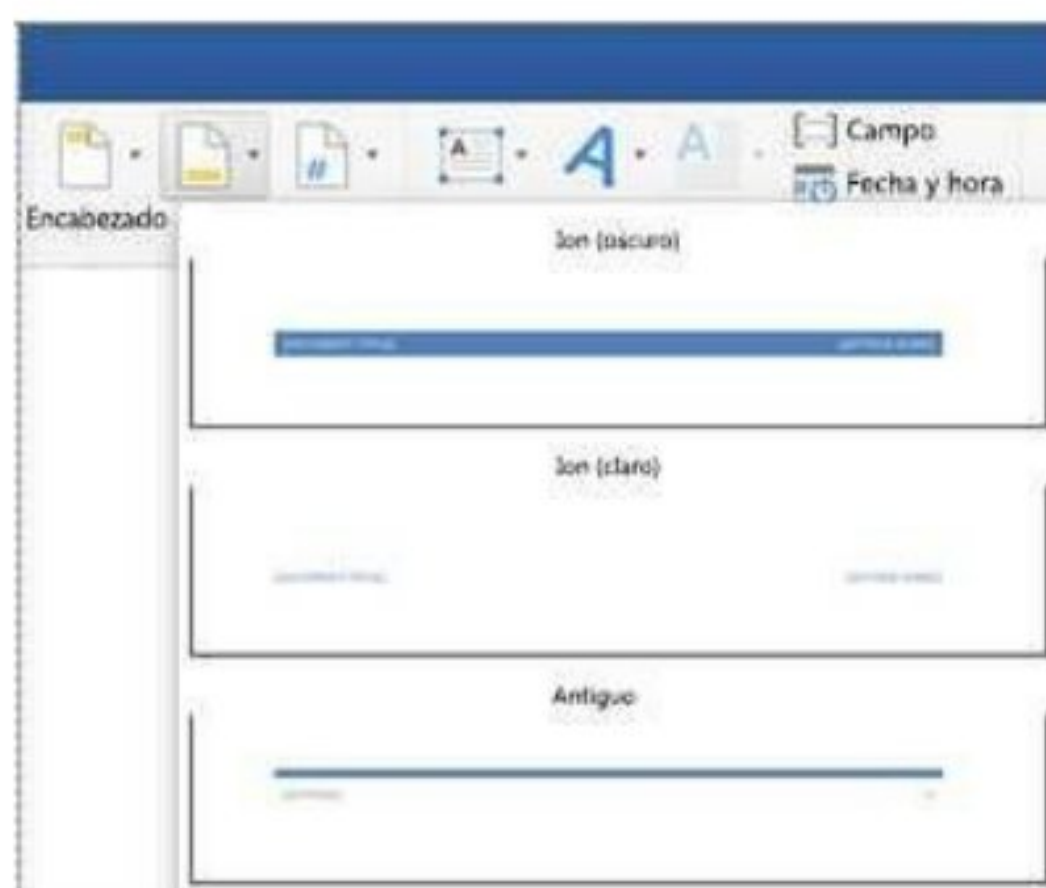 Campo
Fecha y hora
Encabezado
Ion (oscuro)
Ion (claro)
Antiguo